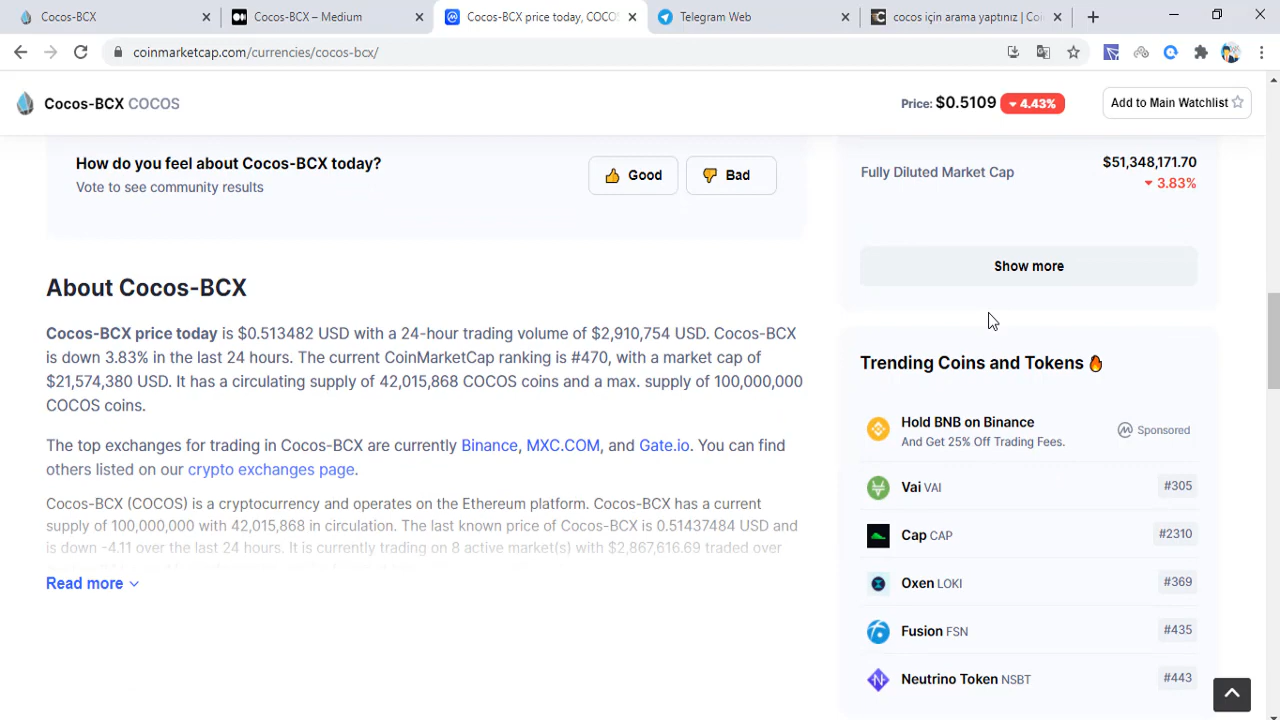 Cocos-BCX
Cocos-BCX – Medium
Cocos-BCX price today, COCO
Telegram Web
cocos için arama yaptınız | Coi
coinmarketcap.com/currencies/cocos-bcx/
Cocos-BCX COCOS
Price: $0.5109 4.43%
Add to Main Watchlist
How do you feel about Cocos-BCX today?
Vote to see community results
Good
Bad
Fully Diluted Market Cap
$51,348,171.70
3.83%
Show more
About Cocos-BCX
Cocos-BCX price today is $0.513482 USD with a 24-hour trading volume of $2,910,754 USD. Cocos-BCX
is down 3.83% in the last 24 hours. The current CoinMarketCap ranking is #470, with a market cap of
$21,574,380 USD. It has a circulating supply of 42,015,868 COCOS coins and a max. supply of 100,000,000
COCOS coins.
The top exchanges for trading in Cocos-BCX are currently Binance, MXC.COM, and Gate.io. You can find
others listed on our crypto exchanges page.
Cocos-BCX (COCOS) is a cryptocurrency and operates on the Ethereum platform. Cocos-BCX has a current
supply of 100,000,000 with 42,015,868 in circulation. The last known price of Cocos-BCX is 0.51437484 USD and
is down -4.11 over the last 24 hours. It is currently trading on 8 active market(s) with $2,867,616.69 traded over
Read more
Trending Coins and Tokens
Hold BNB on Binance
And Get 25% Off Trading Fees.
Sponsored
Vai VAI
#305
Cap CAP
#2310
Oxen LOKI
#369
Fusion FSN
#435
Neutrino Token NSBT
#443